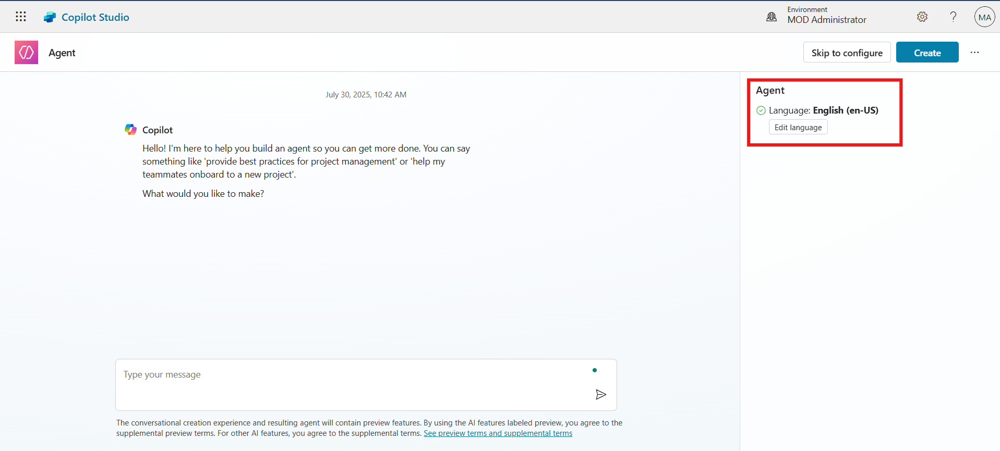 Copilot Studio
Environment
MOD Administrator
?
MA
Agent
Skip to configure
Create
...
July 30, 2025, 10:42 AM
Copilot
Hello! I'm here to help you build an agent so you can get more done. You can say
something like 'provide best practices for project management' or 'help my
teammates onboard to a new project'.
What would you like to make?
Type your message
The conversational creation experience and resulting agent will contain preview features. By using the AI features labeled preview, you agree to the
supplemental preview terms. For other AI features, you agree to the supplemental terms. See preview terms and supplemental terms
Agent
Language: English (en-US)
Edit language